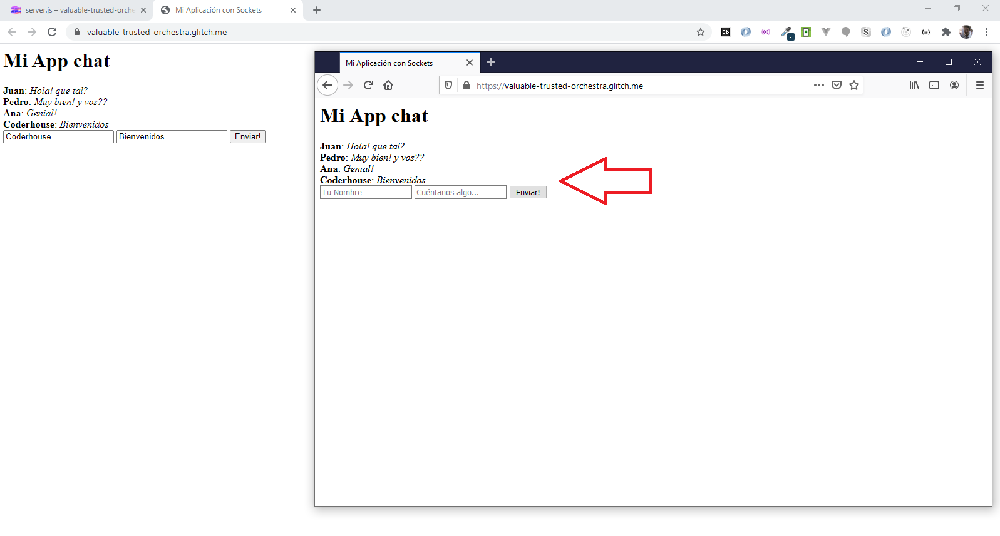 server.js – valuable-trusted-orche
Mi Aplicación con Sockets
valuable-trusted-orchestra.glitch.me
Mi App chat
Juan: Hola! que tal?
Pedro: Muy bien! y vos??
Ana: Genial!
Coderhouse: Bienvenidos
Coderhouse Bienvenidos Enviar!
Mi Aplicación con Sockets
https://valuable-trusted-orchestra.glitch.me
Mi App chat
Juan: Hola! que tal?
Pedro: Muy bien! y vos??
Ana: Genial!
Coderhouse: Bienvenidos
Tu Nombre Cuéntanos algo... Enviar!